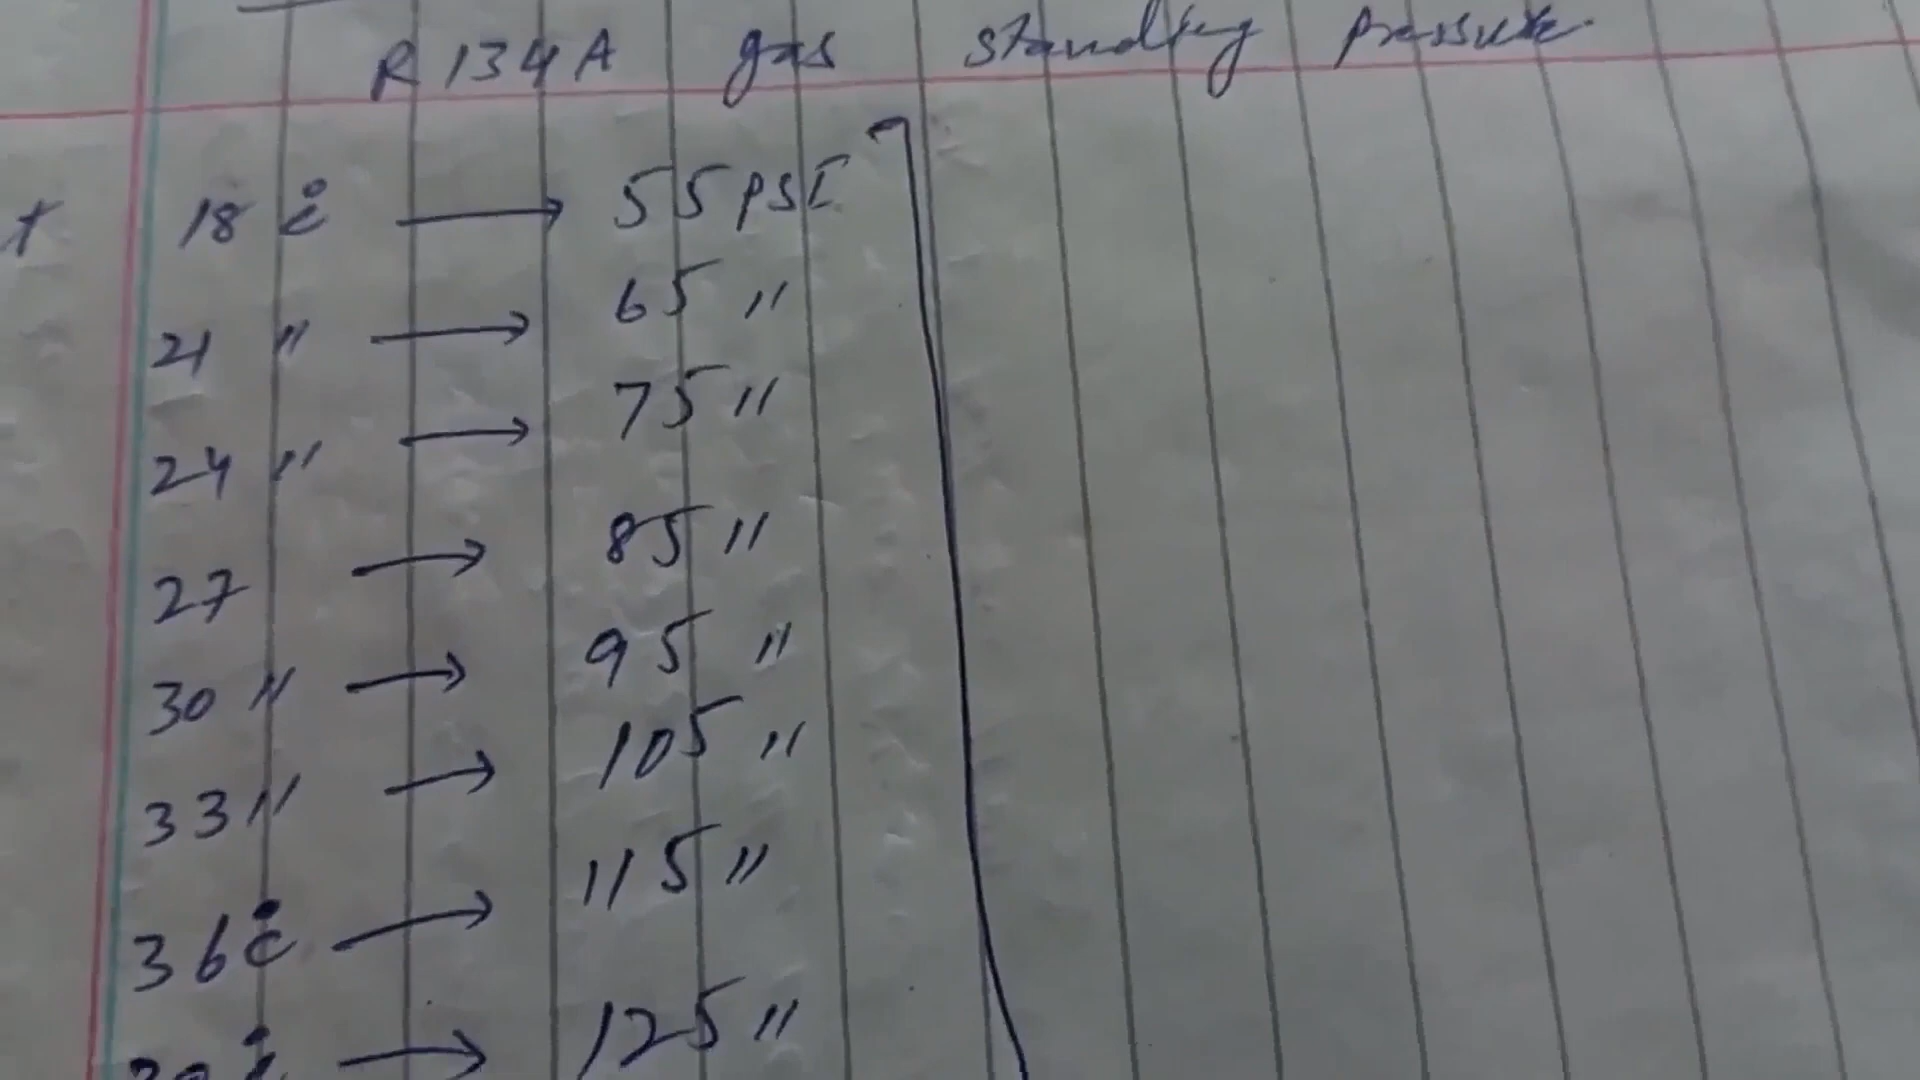 R134A gas standing pressure
18 c → 55 PSI
21 " → 65 "
24 " → 75 "
27 → 85 "
30 " → 95 "
33 " → 105 "
36 c → 115 "
→ 125 "